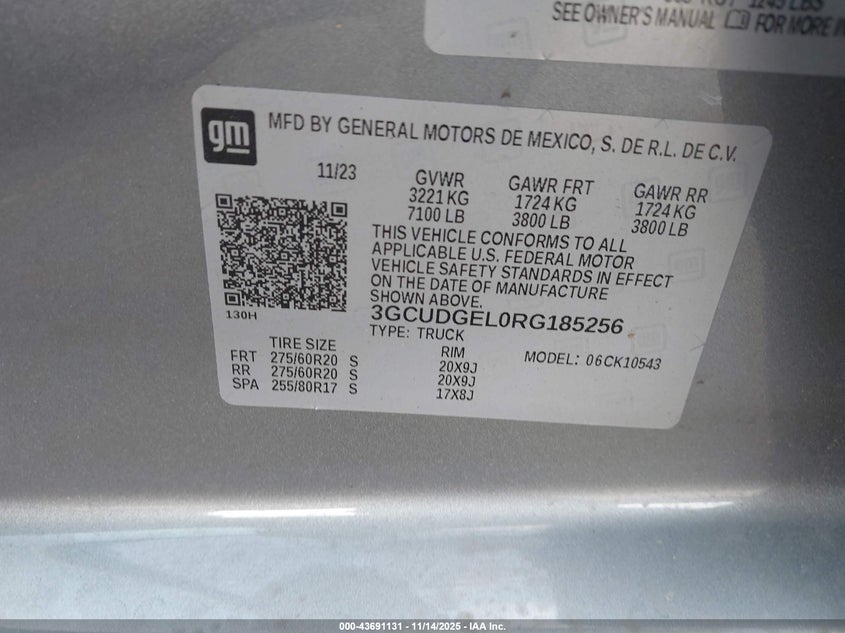 1245 LBS
SEE OWNER'S MANUAL FOR MORE IN
gm
MFD BY GENERAL MOTORS DE MEXICO, S. DE R.L. DE C.V.
11/23
GVWR
3221 KG
7100 LB
GAWR FRT
1724 KG
3800 LB
GAWR RR
1724 KG
3800 LB
THIS VEHICLE CONFORMS TO ALL
APPLICABLE U.S. FEDERAL MOTOR
VEHICLE SAFETY STANDARDS IN EFFECT
ON THE DATE OF MANUFACTURE
SHOWN ABOVE.
130H
3GCUDGEL0RG185256
TYPE: TRUCK
TIRE SIZE
RIM
MODEL: 06CK10543
FRT 275/60R20 S 20X9J
RR 275/60R20 S 20X9J
SPA 255/80R17 S 17X8J
000-43691131 - 11/14/2025 - IAA Inc.